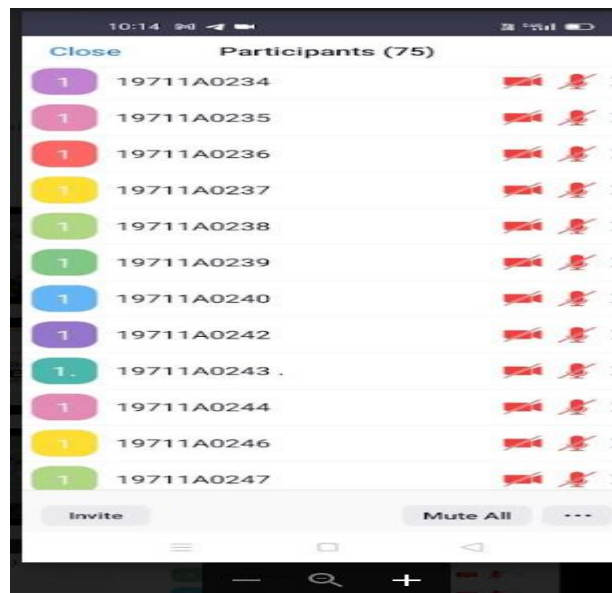 10:14
Close Participants (75)
1 19711A0234
1 19711A0235
1 19711A0236
1 19711A0237
1 19711A0238
1 19711A0239
1 19711A0240
1 19711A0242
1. 19711A0243 .
1 19711A0244
1 19711A0246
1 19711A0247
Invite Mute All ...